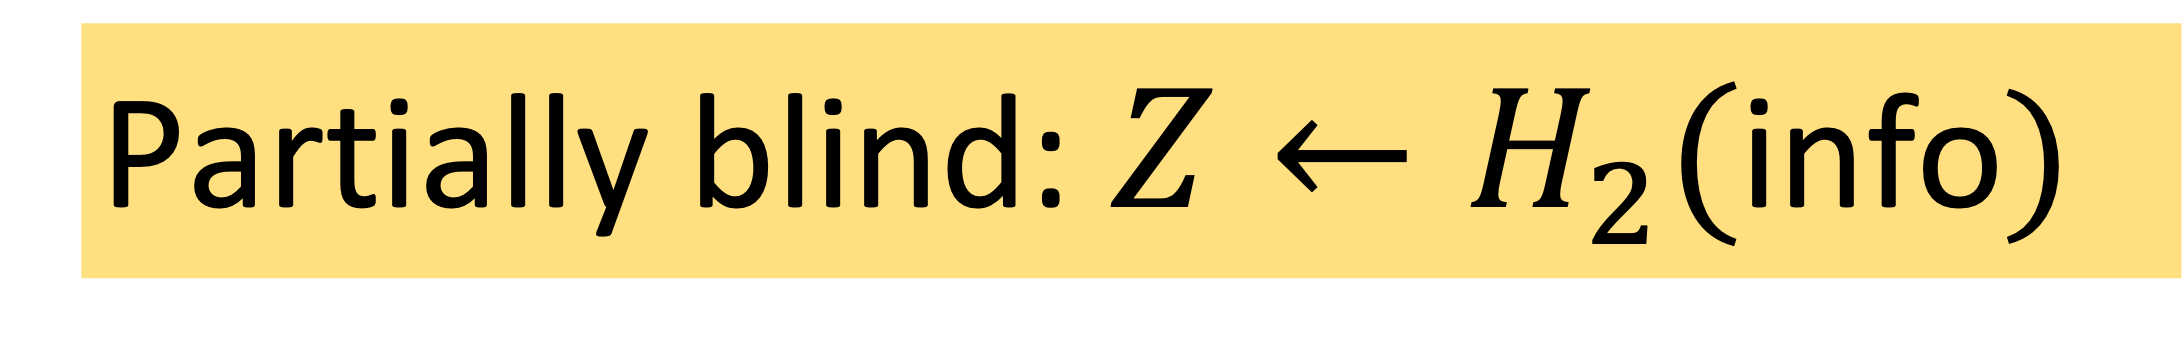 Partially blind: 𝑍 ← 𝐻₂(info)